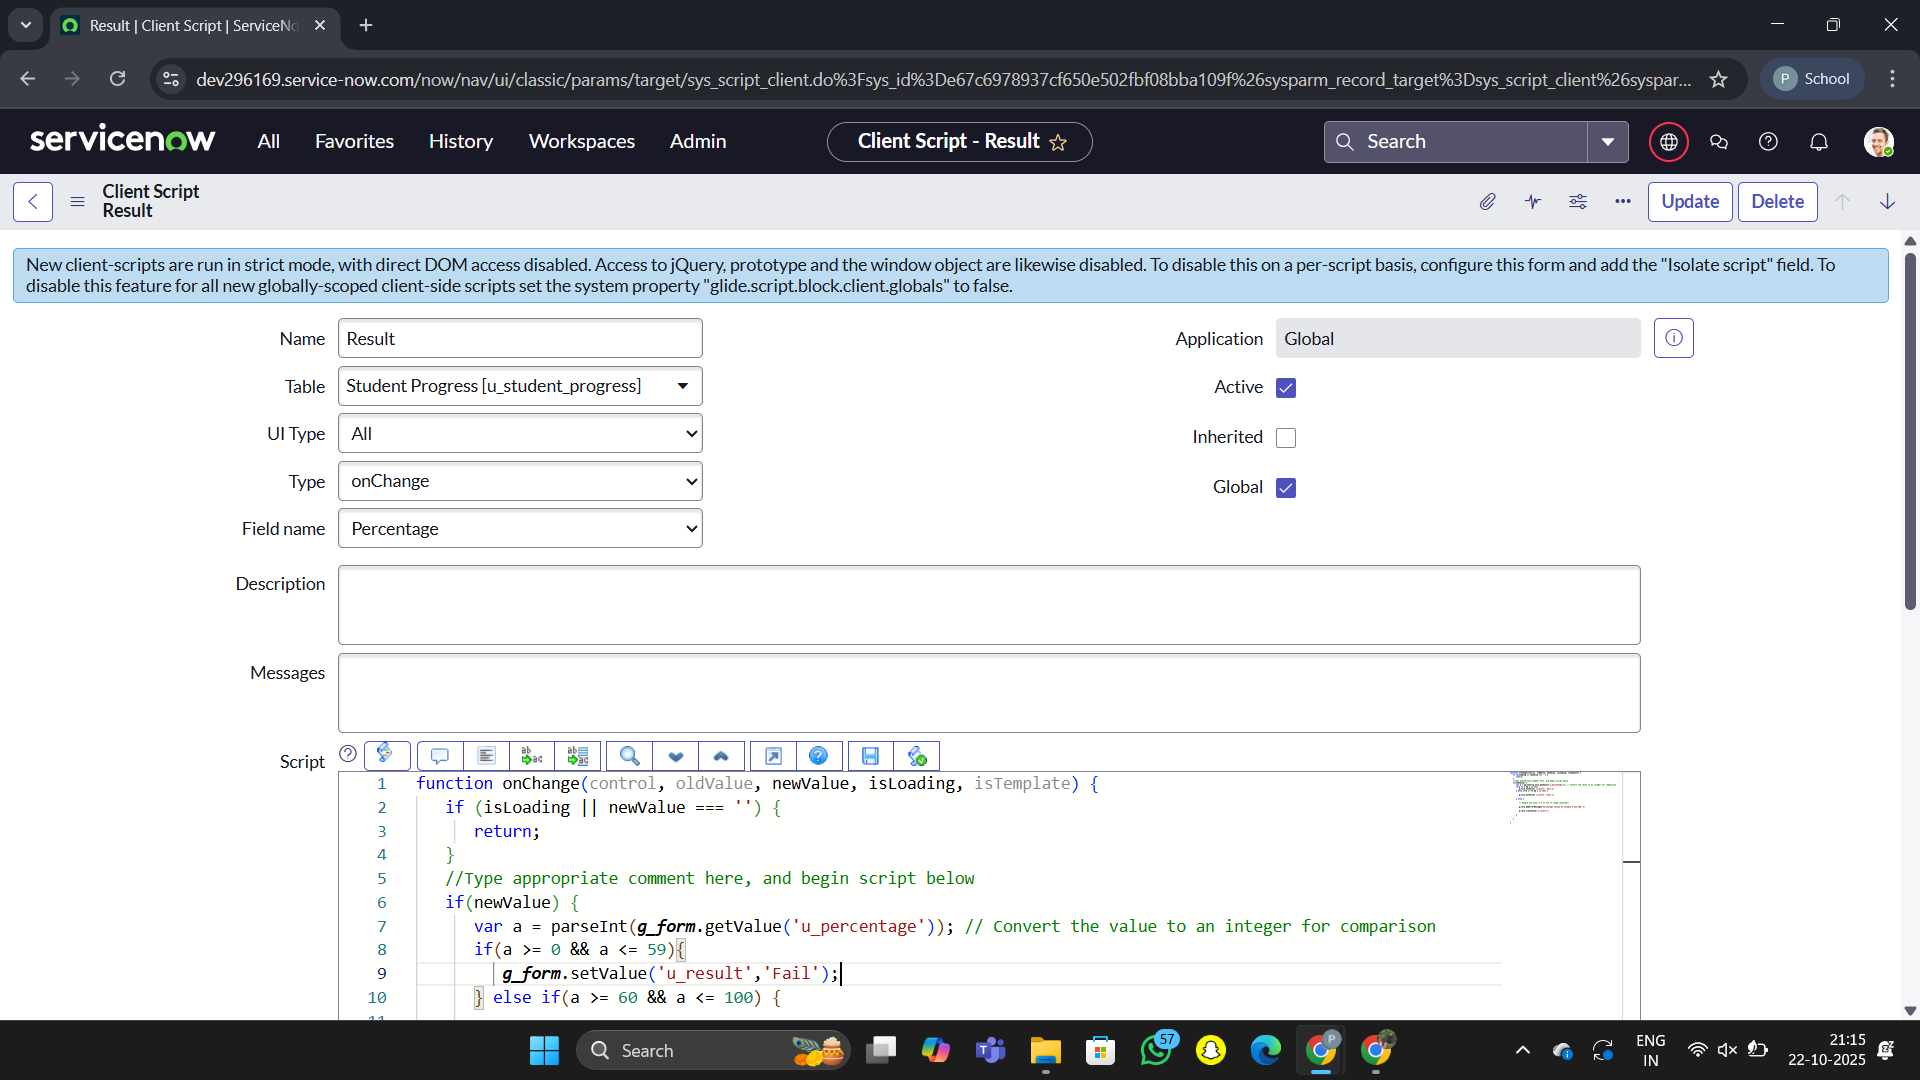 Result | Client Script | ServiceNo
dev296169.service-now.com/now/nav/ui/classic/params/target/sys_script_client.do%3Fsys_id%3De67c6978937cf650e502fbf08bba109f%26sysparm_record_target%3Dsys_script_client%26syspar...
P School
servicenow All Favorites History Workspaces Admin Client Script - Result Search
Client Script
Result
Update Delete
New client-scripts are run in strict mode, with direct DOM access disabled. Access to jQuery, prototype and the window object are likewise disabled. To disable this on a per-script basis, configure this form and add the "Isolate script" field. To
disable this feature for all new globally-scoped client-side scripts set the system property "glide.script.block.client.globals" to false.
Name Result
Application Global
Table Student Progress [u_student_progress]
Active
UI Type All
Inherited
Type onChange
Global
Field name Percentage
Description
Messages
Script
1 function onChange(control, oldValue, newValue, isLoading, isTemplate) {
2 if (isLoading || newValue === '') {
3 return;
4 }
5 //Type appropriate comment here, and begin script below
6 if(newValue) {
7 var a = parseInt(g_form.getValue('u_percentage')); // Convert the value to an integer for comparison
8 if(a >= 0 && a <= 59){
9 g_form.setValue('u_result','Fail');
10 } else if(a >= 60 && a <= 100) {
Search
57
P
ENG
IN
21:15
22-10-2025